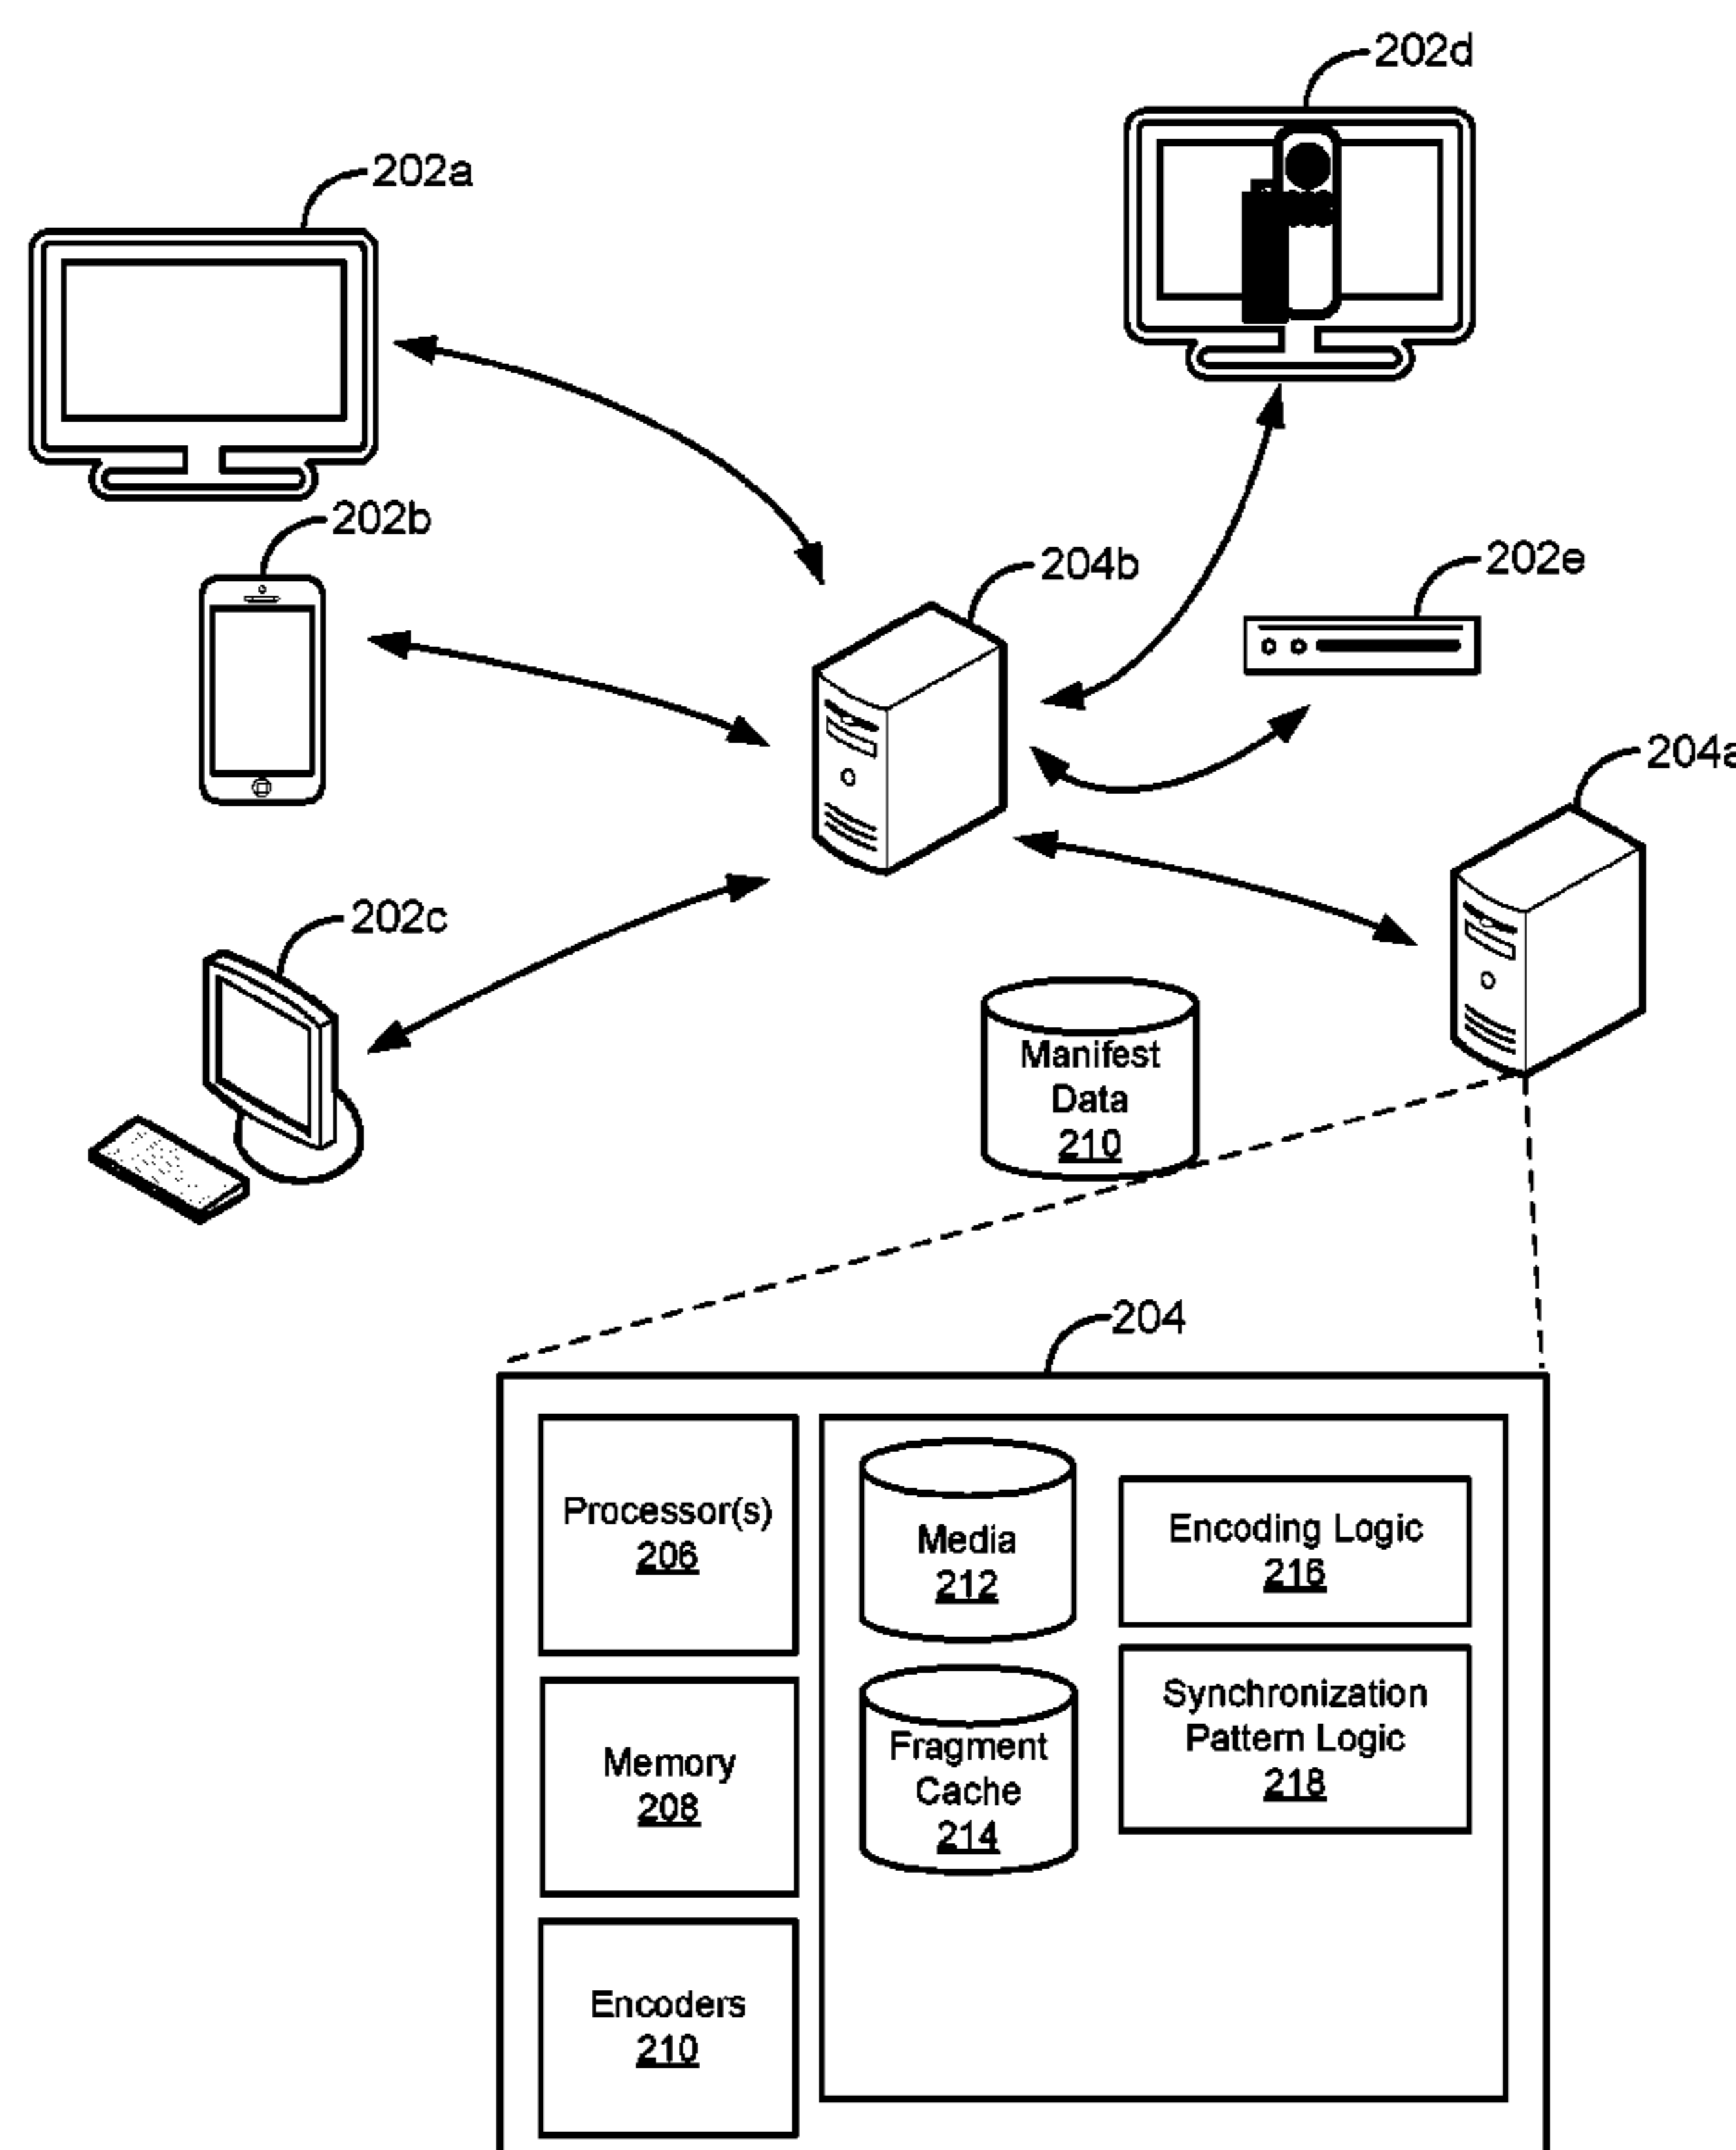 202d
202a
202b
204b
202e
204a
202c
Manifest
Data
210
204
Processor(s)
206
Media
212
Encoding Logic
216
Memory
208
Fragment
Cache
214
Synchronization
Pattern Logic
218
Encoders
210